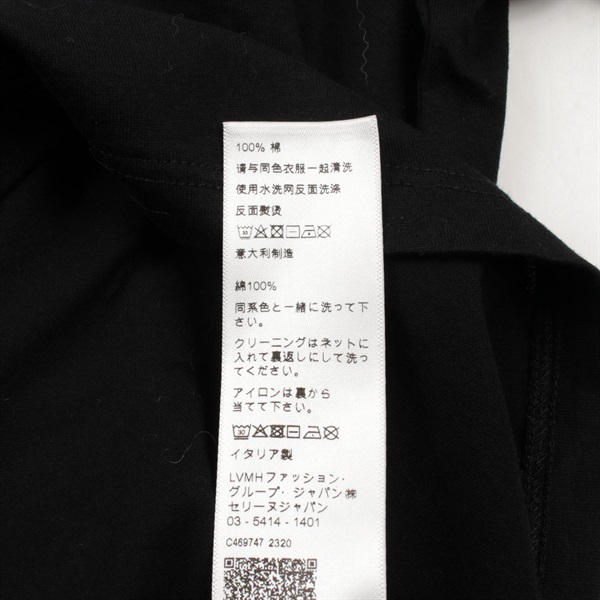 100% 棉
请与同色衣服一起清洗
使用水洗网反面洗涤
反面熨烫
30
意大利制造
綿100%
同系色と一緒に洗って下
さい。
クリーニングはネットに
入れて裏返しにして洗っ
てください。
アイロンは裏から
当てて下さい。
30
イタリア製
LVMHファッション・
グループ・ジャパン㈱
セリーヌジャパン
03 - 5414 - 1401
C469747 2320